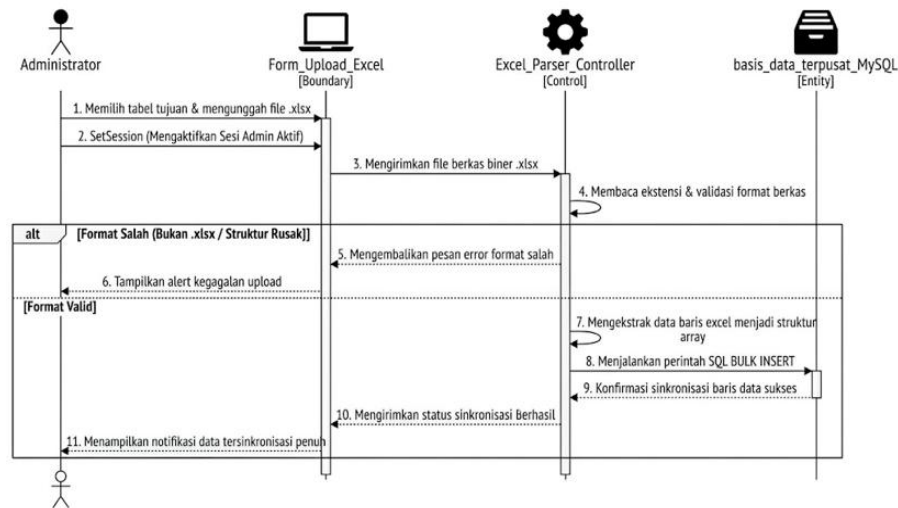 Administrator
Form_Upload_Excel
[Boundary]
Excel_Parser_Controller
[Control]
basis_data_terpusat_MySQL
[Entity]
1. Memilih tabel tujuan & mengunggah file .xlsx
2. SetSession (Mengaktifkan Sesi Admin Aktif)
3. Mengirimkan file berkas biner .xlsx
4. Membaca ekstensi & validasi format berkas
alt
[Format Salah (Bukan .xlsx / Struktur Rusak]]
5. Mengembalikan pesan error format salah
6. Tampilkan alert kegagalan upload
[Format Valid]
7. Mengekstrak data baris excel menjadi struktur
array
8. Menjalankan perintah SQL BULK INSERT
9. Konfirmasi sinkronisasi baris data sukses
10. Mengirimkan status sinkronisasi Berhasil
11. Menampilkan notifikasi data tersinkronisasi penuh